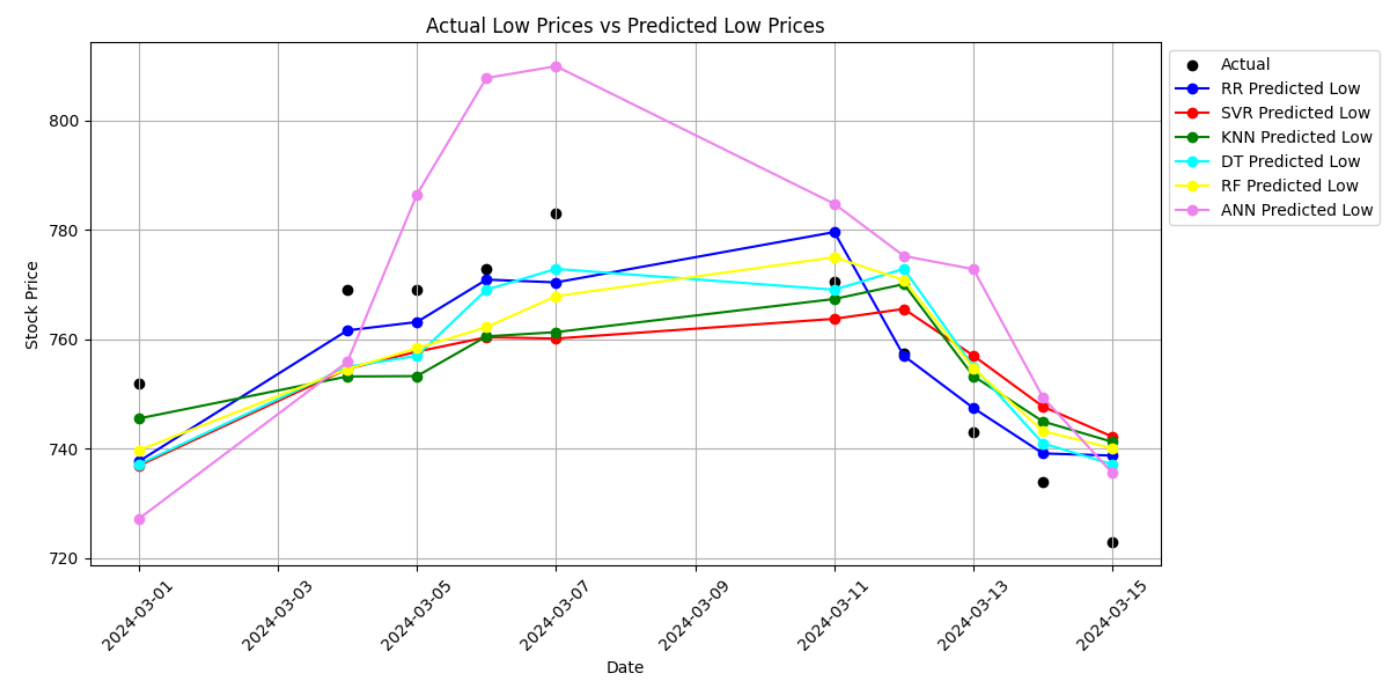 Actual Low Prices vs Predicted Low Prices
Actual
RR Predicted Low
SVR Predicted Low
KNN Predicted Low
DT Predicted Low
RF Predicted Low
ANN Predicted Low
Stock Price
800
780
760
740
720
2024-03-01
2024-03-03
2024-03-05
2024-03-07
2024-03-09
2024-03-11
2024-03-13
2024-03-15
Date